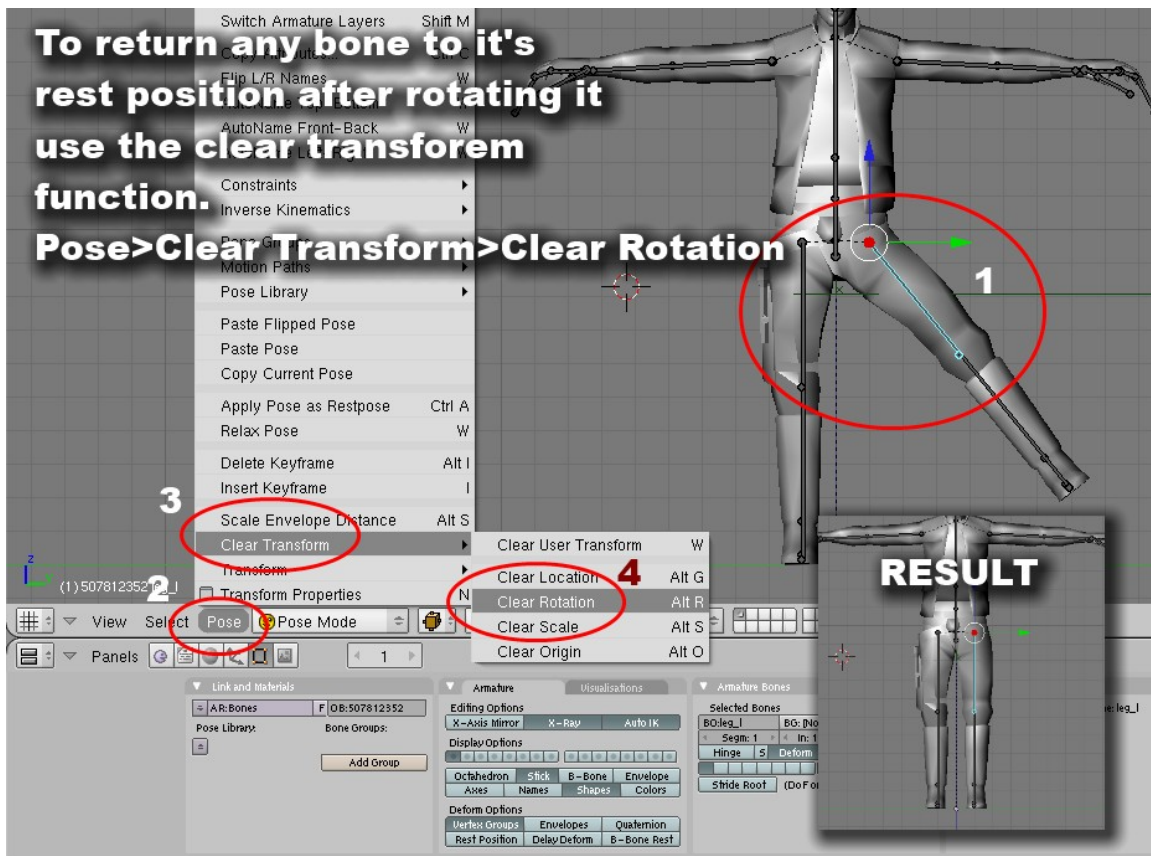 To return any bone to it's
rest position after rotating it
use the clear transforem
function.
Pose>Clear Transform>Clear Rotation
Switch Armature Layers Shift M
Flip L/R Names W
AutoName Front-Back W
Constraints
Inverse Kinematics
Motion Paths
Pose Library
Paste Flipped Pose
Paste Pose
Copy Current Pose
Apply Pose as Restpose Ctrl A
Relax Pose W
Delete Keyframe Alt I
Insert Keyframe I
Scale Envelope Distance Alt S
Clear Transform
Transform
Transform Properties N
1
3
2
4
Clear User Transform W
Clear Location Alt G
Clear Rotation Alt R
Clear Scale Alt S
Clear Origin Alt O
RESULT
z
(1) 507812352
View Select Pose Pose Mode
Panels 1
Link and Materials
AR:Bones F OB:507812352
Pose Library: Bone Groups:
Add Group
Armature Visualisations
Editing Options
X-Axis Mirror X-Ray Auto IK
Display Options
Octahedron Stick B-Bone Envelope
Axes Names Shapes Colors
Deform Options
Vertex Groups Envelopes Quaternion
Rest Position Delay Deform B-Bone Rest
Armature Bones
Selected Bones
BO:leg_l BG:
Segm: 1 In: 1
Hinge S Deform
Stride Root
leg_l